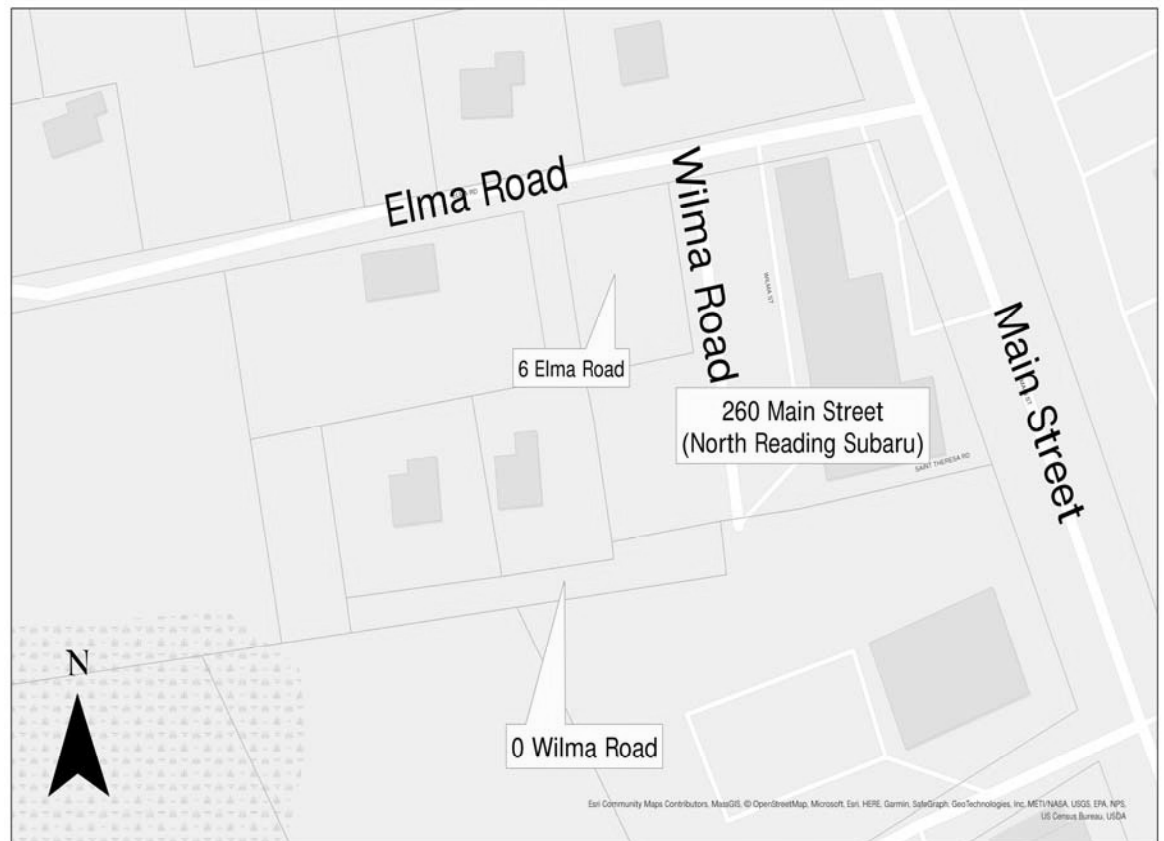 Elma Road
Wilma Road
WILMA ST
Main Street
6 Elma Road
260 Main Street
(North Reading Subaru)
SAINT THERESA RD
N
0 Wilma Road
Esri Community Maps Contributors, MassGIS, © OpenStreetMap, Microsoft, Esri, HERE, Garmin, SafeGraph, GeoTechnologies, Inc, METI/NASA, USGS, EPA, NPS,
US Census Bureau, USDA